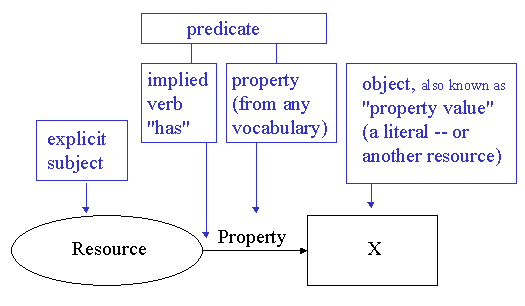 predicate
implied
verb
"has"
property
(from any
vocabulary)
object, also known as
"property value"
(a literal -- or
another resource)
explicit
subject
Resource
Property
X